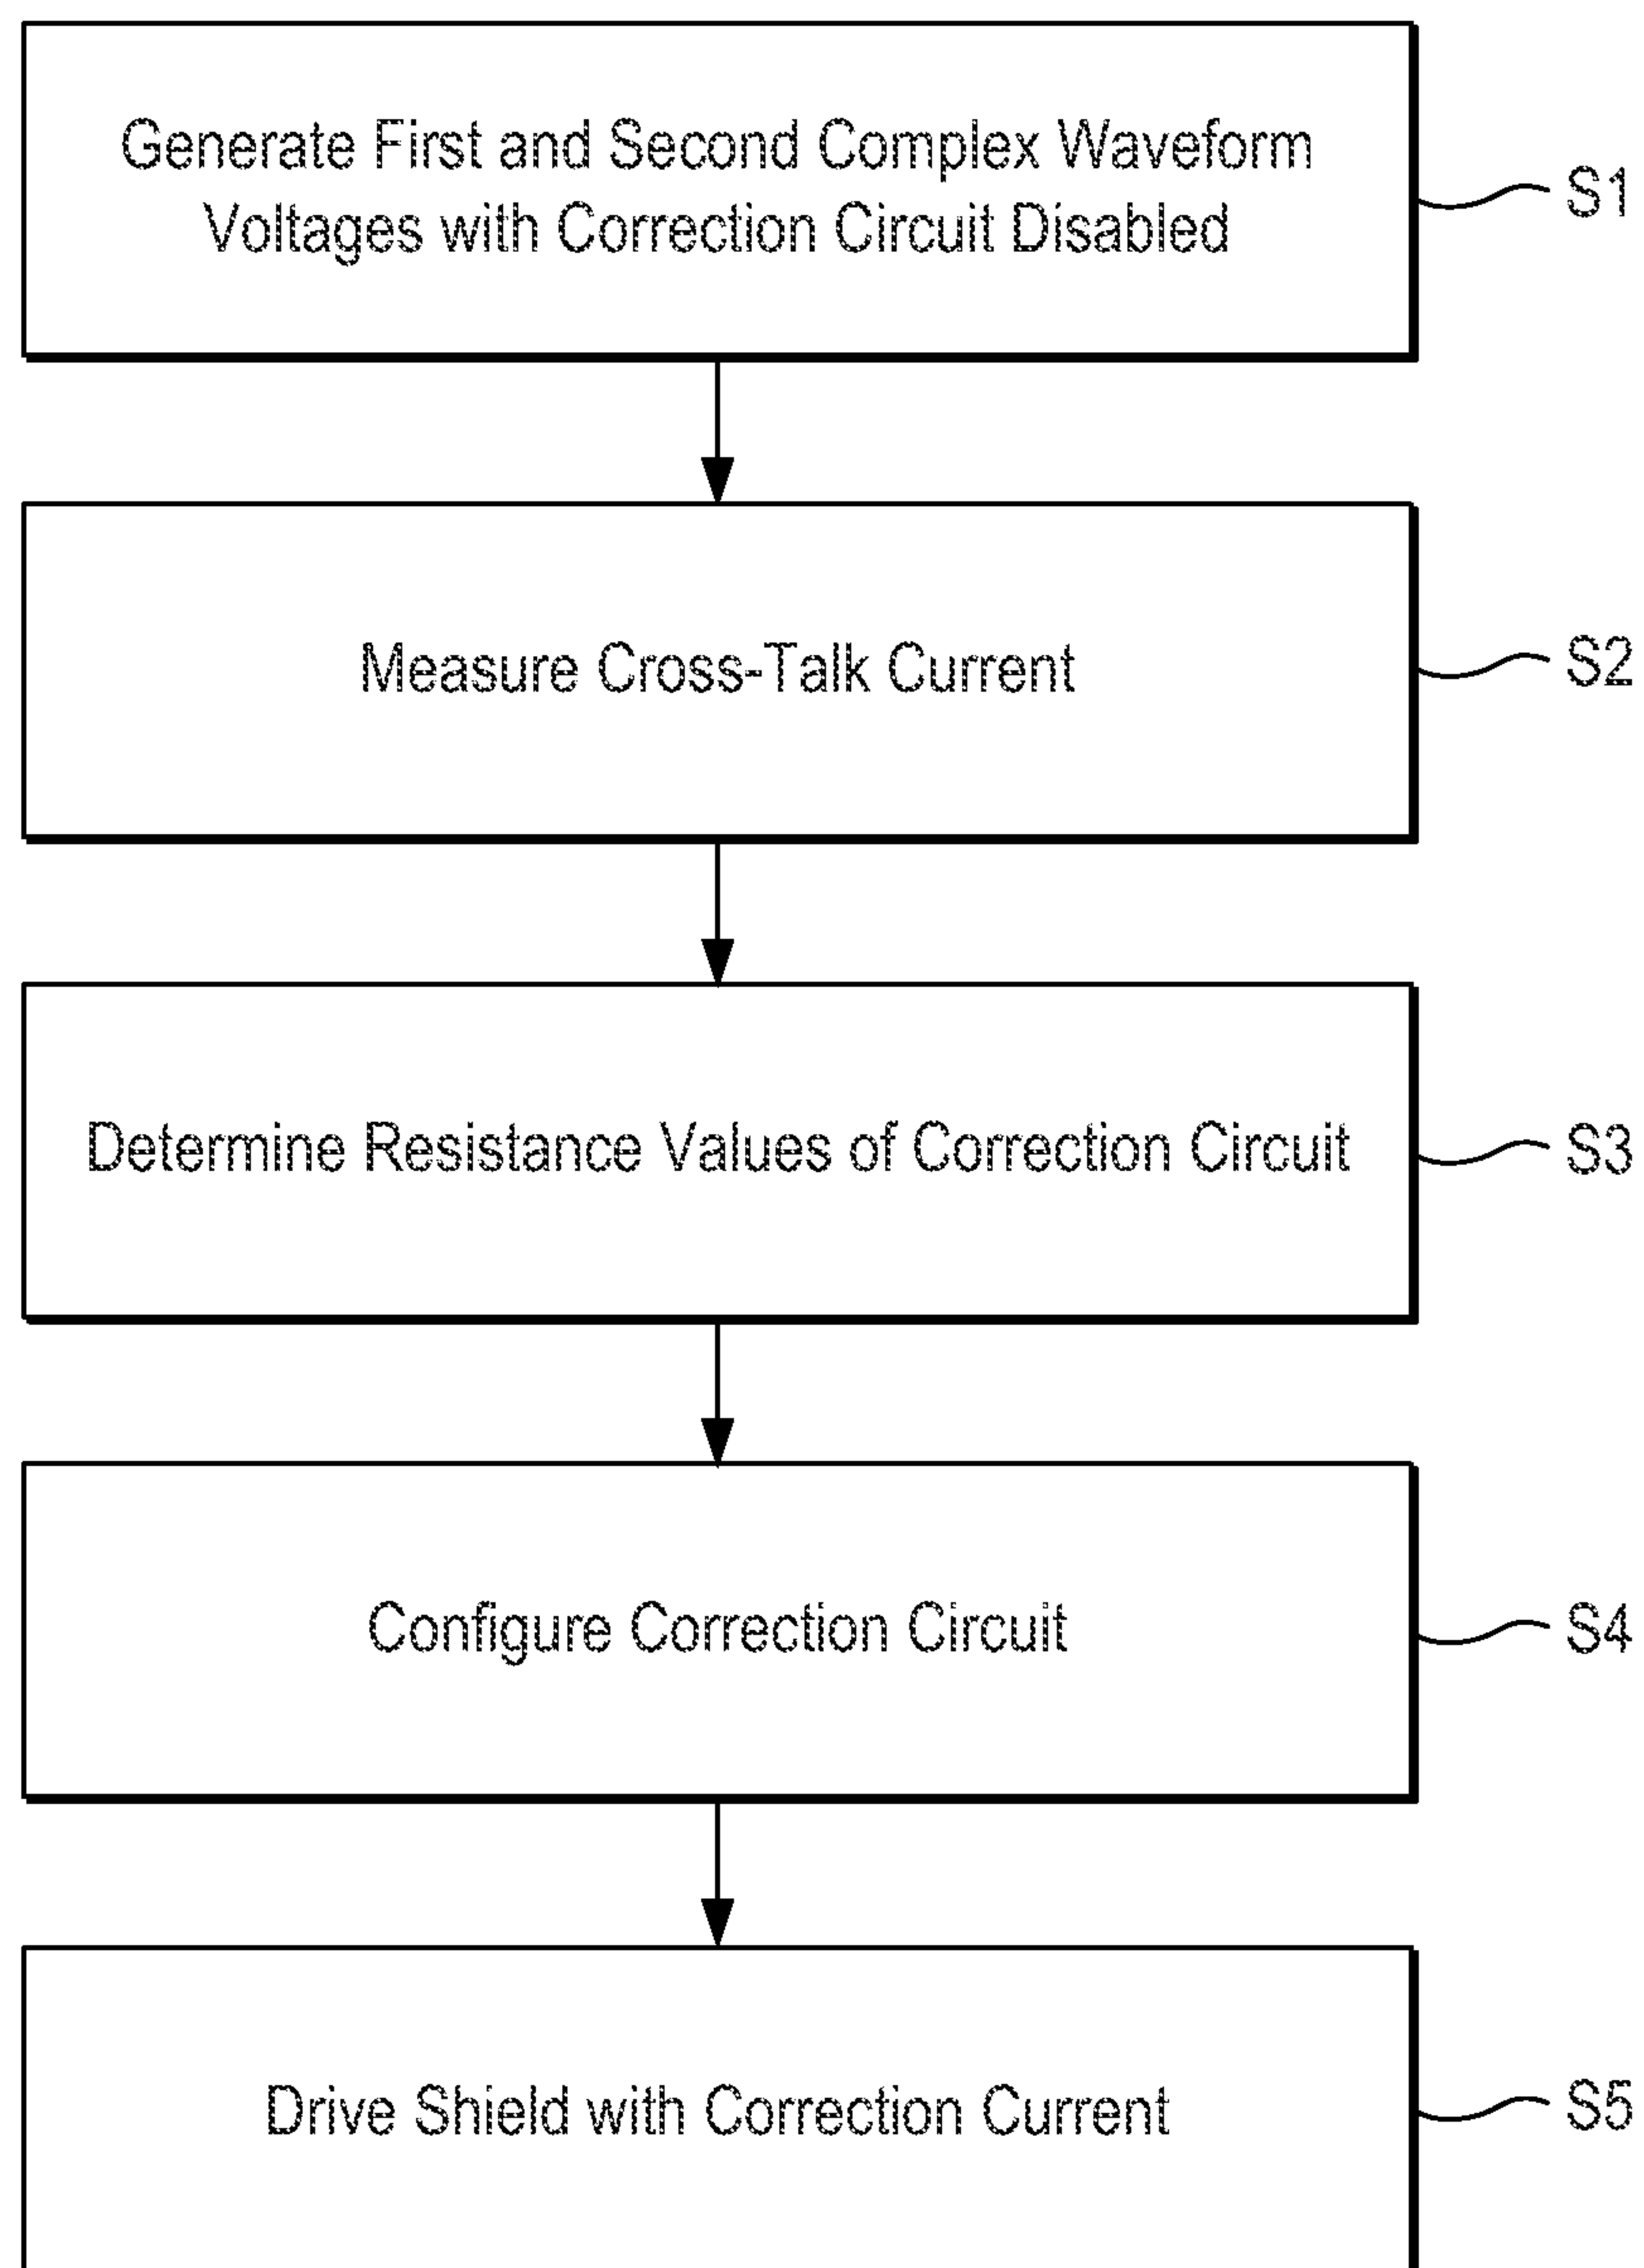 Generate First and Second Complex Waveform
Voltages with Correction Circuit Disabled
S1
Measure Cross-Talk Current
S2
Determine Resistance Values of Correction Circuit
S3
Configure Correction Circuit
S4
Drive Shield with Correction Current
S5